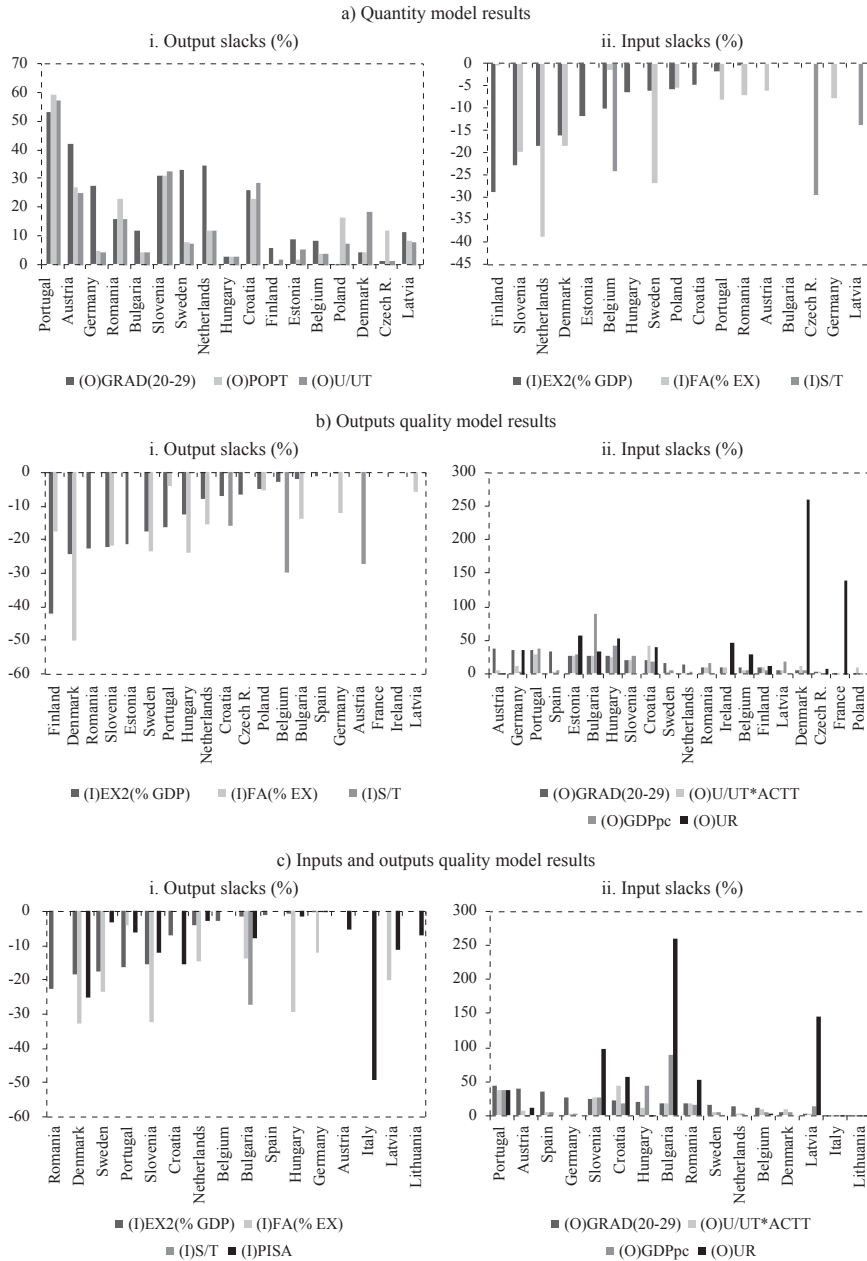 a) Quantity model results
i. Output slacks (%)
70
60
50
40
30
20
10
0
Portugal
Austria
Germany
Romania
Bulgaria
Slovenia
Sweden
Netherlands
Hungary
Croatia
Finland
Estonia
Belgium
Poland
Denmark
Czech R.
Latvia
(O)GRAD(20-29) (O)POPT (O)U/UT
ii. Input slacks (%)
0
-5
-10
-15
-20
-25
-30
-35
-40
-45
Finland
Slovenia
Netherlands
Denmark
Estonia
Belgium
Hungary
Sweden
Poland
Croatia
Portugal
Romania
Austria
Bulgaria
Czech R.
Germany
Latvia
(I)EX2(% GDP) (I)FA(% EX) (I)S/T
b) Outputs quality model results
i. Output slacks (%)
0
-10
-20
-30
-40
-50
-60
Finland
Denmark
Romania
Slovenia
Estonia
Sweden
Portugal
Hungary
Netherlands
Croatia
Czech R.
Poland
Belgium
Bulgaria
Spain
Germany
Austria
France
Ireland
Latvia
(I)EX2(% GDP) (I)FA(% EX) (I)S/T
ii. Input slacks (%)
300
250
200
150
100
50
0
Austria
Germany
Portugal
Spain
Estonia
Bulgaria
Hungary
Slovenia
Croatia
Sweden
Netherlands
Romania
Ireland
Belgium
Finland
Latvia
Denmark
Czech R.
France
Poland
(O)GRAD(20-29) (O)U/UT*ACTT
(O)GDPpc (O)UR
c) Inputs and outputs quality model results
i. Output slacks (%)
0
-10
-20
-30
-40
-50
-60
Romania
Denmark
Sweden
Portugal
Slovenia
Croatia
Netherlands
Belgium
Bulgaria
Spain
Hungary
Germany
Austria
Italy
Latvia
Lithuania
(I)EX2(% GDP) (I)FA(% EX)
(I)S/T (I)PISA
ii. Input slacks (%)
300
250
200
150
100
50
0
Portugal
Austria
Spain
Germany
Slovenia
Croatia
Hungary
Bulgaria
Romania
Sweden
Netherlands
Belgium
Denmark
Latvia
Italy
Lithuania
(O)GRAD(20-29) (O)U/UT*ACTT
(O)GDPpc (O)UR